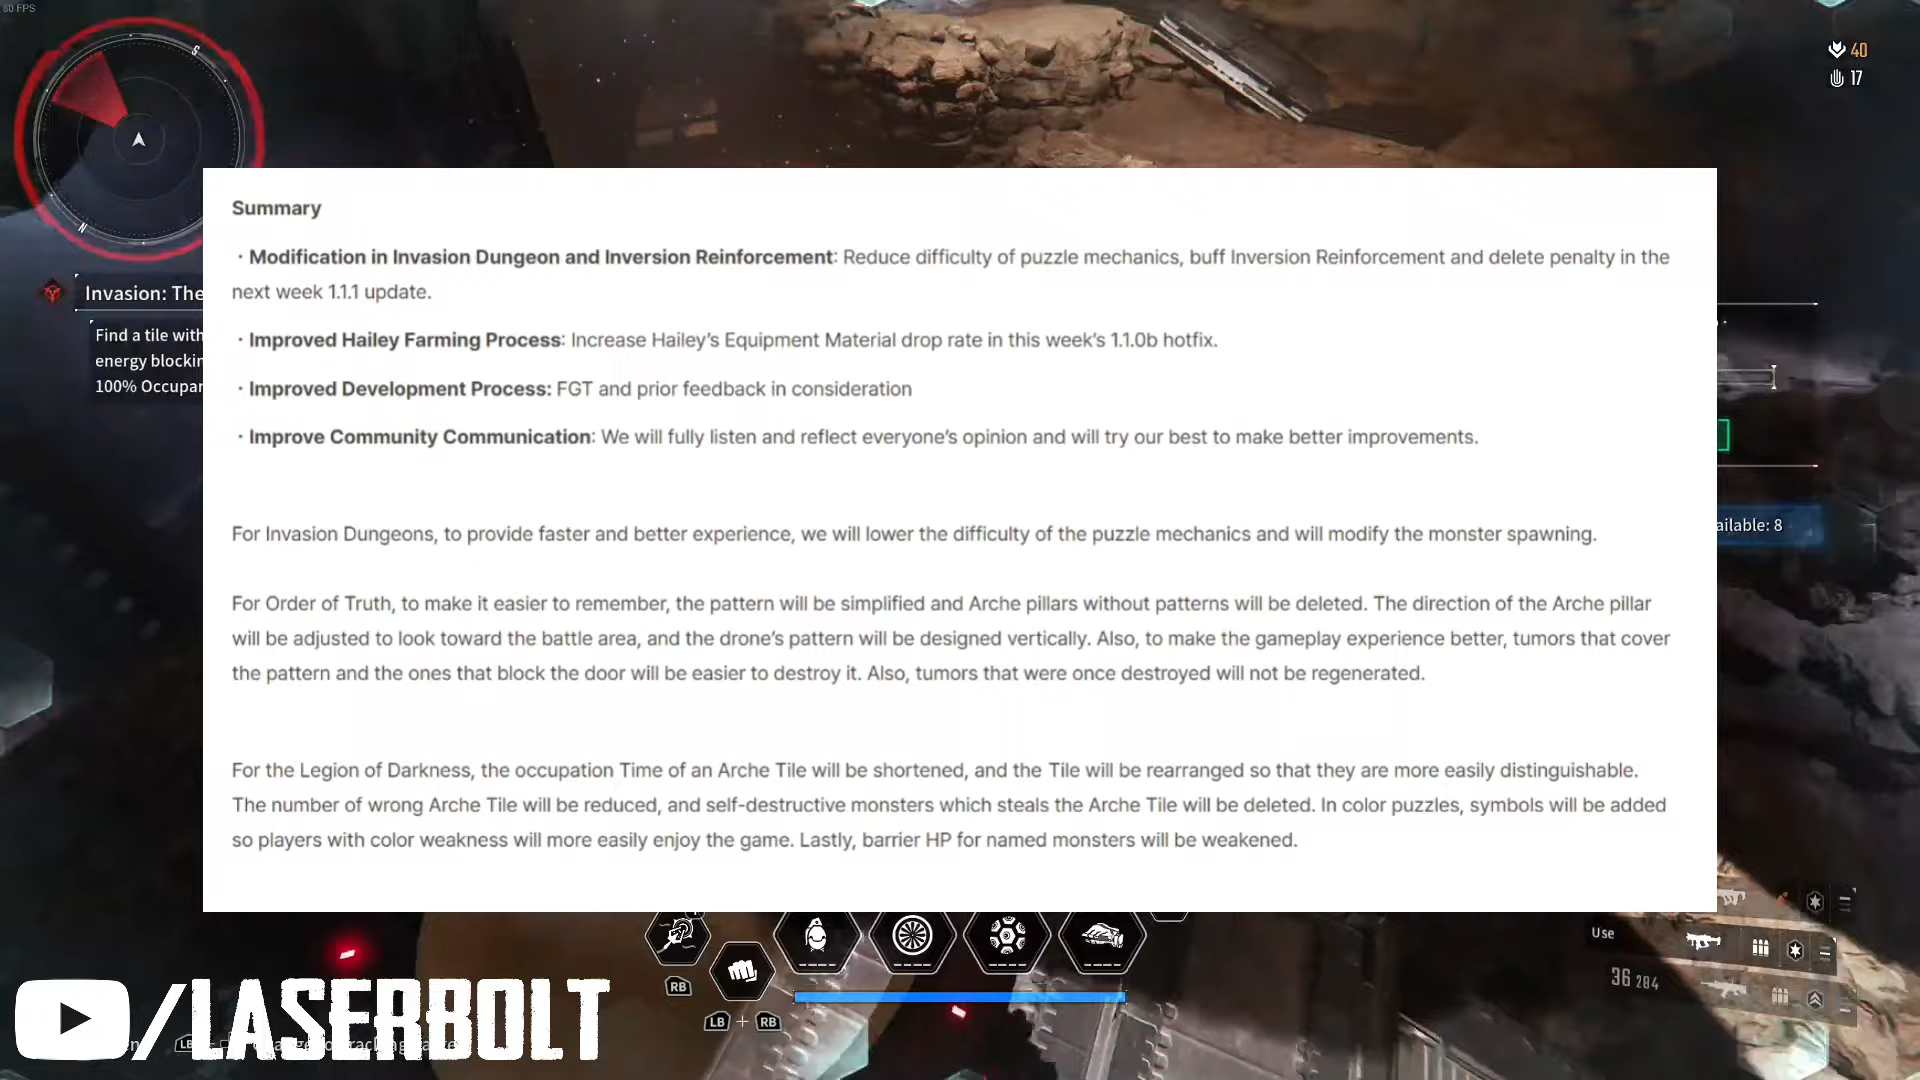 60 FPS
S
N
40
17
Invasion: The
Find a tile with
energy blockin
100% Occupan
Summary
· Modification in Invasion Dungeon and Inversion Reinforcement: Reduce difficulty of puzzle mechanics, buff Inversion Reinforcement and delete penalty in the
next week 1.1.1 update.
· Improved Hailey Farming Process: Increase Hailey's Equipment Material drop rate in this week's 1.1.0b hotfix.
· Improved Development Process: FGT and prior feedback in consideration
· Improve Community Communication: We will fully listen and reflect everyone's opinion and will try our best to make better improvements.
For Invasion Dungeons, to provide faster and better experience, we will lower the difficulty of the puzzle mechanics and will modify the monster spawning.
For Order of Truth, to make it easier to remember, the pattern will be simplified and Arche pillars without patterns will be deleted. The direction of the Arche pillar
will be adjusted to look toward the battle area, and the drone's pattern will be designed vertically. Also, to make the gameplay experience better, tumors that cover
the pattern and the ones that block the door will be easier to destroy it. Also, tumors that were once destroyed will not be regenerated.
For the Legion of Darkness, the occupation Time of an Arche Tile will be shortened, and the Tile will be rearranged so that they are more easily distinguishable.
The number of wrong Arche Tile will be reduced, and self-destructive monsters which steals the Arche Tile will be deleted. In color puzzles, symbols will be added
so players with color weakness will more easily enjoy the game. Lastly, barrier HP for named monsters will be weakened.
ailable: 8
Use
36 284
RB
LB + RB
/LASERBOLT